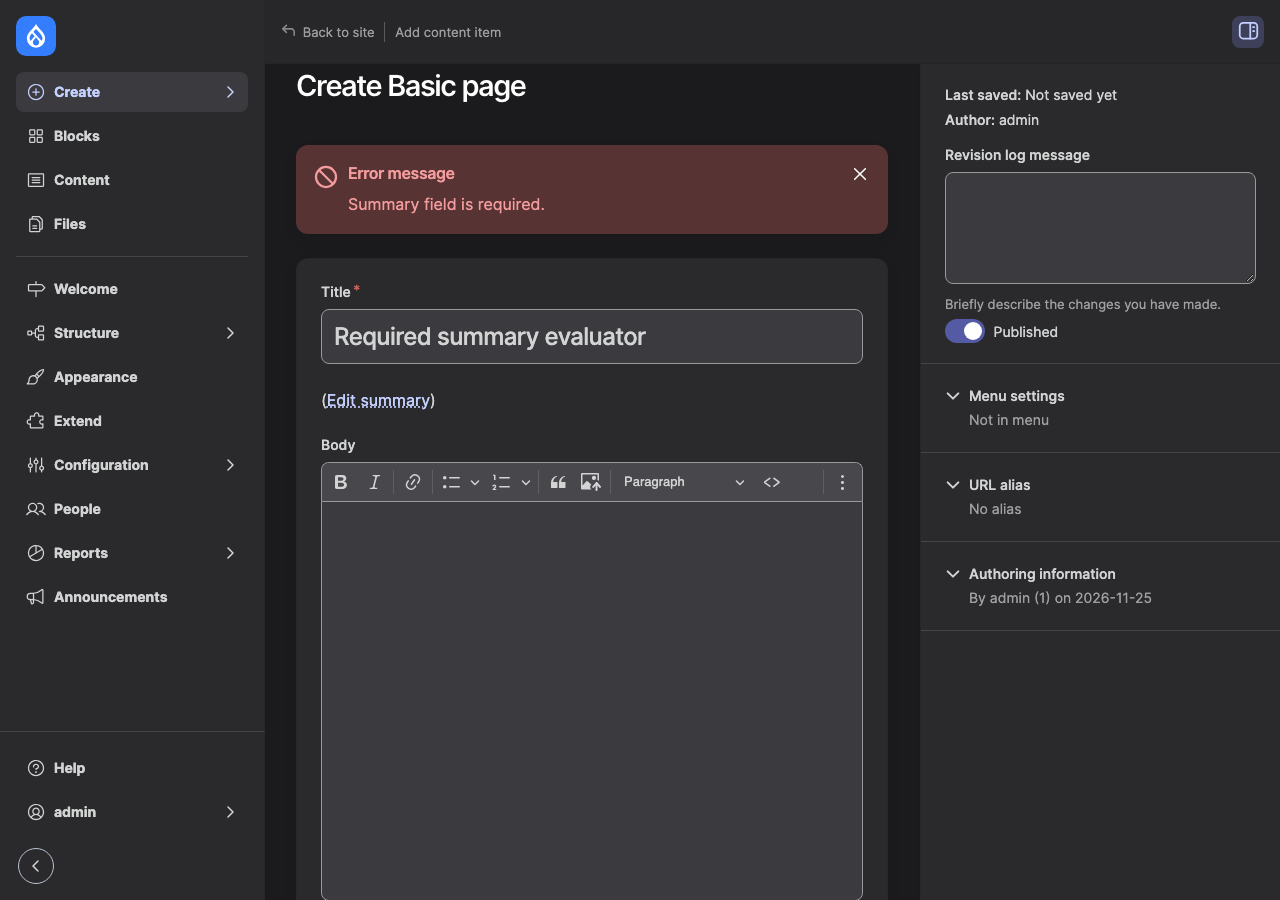 Create
Blocks
Content
Files
Welcome
Structure
Appearance
Extend
Configuration
People
Reports
Announcements
Help
admin
Back to site
Add content item
Create Basic page
Error message
Summary field is required.
Title*
Required summary evaluator
(Edit summary)
Body
Paragraph
Last saved: Not saved yet
Author: admin
Revision log message
Briefly describe the changes you have made.
Published
Menu settings
Not in menu
URL alias
No alias
Authoring information
By admin (1) on 2026-11-25